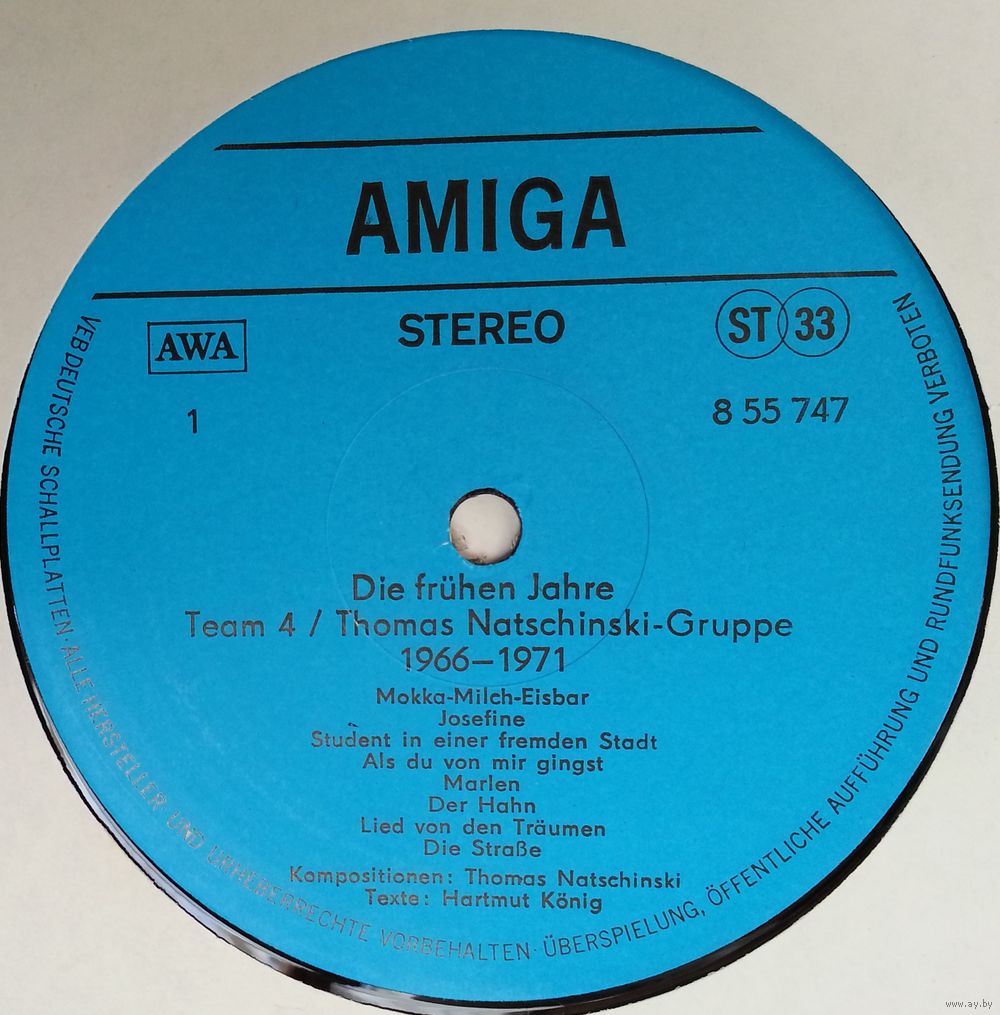 AMIGA
AWA
STEREO
ST 33
1
8 55 747
Die frühen Jahre
Team 4 / Thomas Natschinski-Gruppe
1966–1971
Mokka-Milch-Eisbar
Josefine
Student in einer fremden Stadt
Als du von mir gingst
Marlen
Der Hahn
Lied von den Träumen
Die Straße
Kompositionen: Thomas Natschinski
Texte: Hartmut König
VEB DEUTSCHE SCHALLPLATTEN · ALLE HERSTELLER UND URHEBERRECHTE VORBEHALTEN · ÜBERSPIELUNG, ÖFFENTLICHE AUFFÜHRUNG UND RUNDFUNKSENDUNG VERBOTEN
www.ay.by